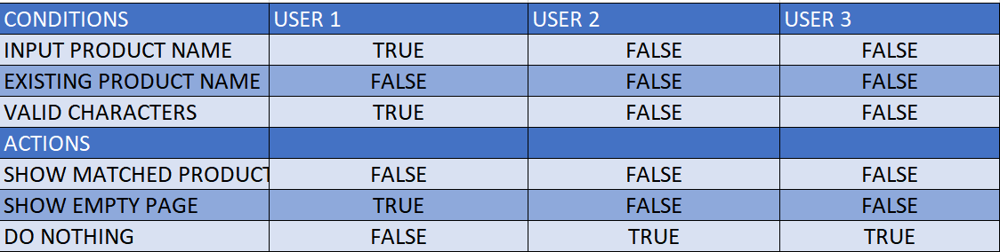 CONDITIONS USER 1 USER 2 USER 3
INPUT PRODUCT NAME TRUE FALSE FALSE
EXISTING PRODUCT NAME FALSE FALSE FALSE
VALID CHARACTERS TRUE FALSE FALSE
ACTIONS
SHOW MATCHED PRODUCT FALSE FALSE FALSE
SHOW EMPTY PAGE TRUE FALSE FALSE
DO NOTHING FALSE TRUE TRUE